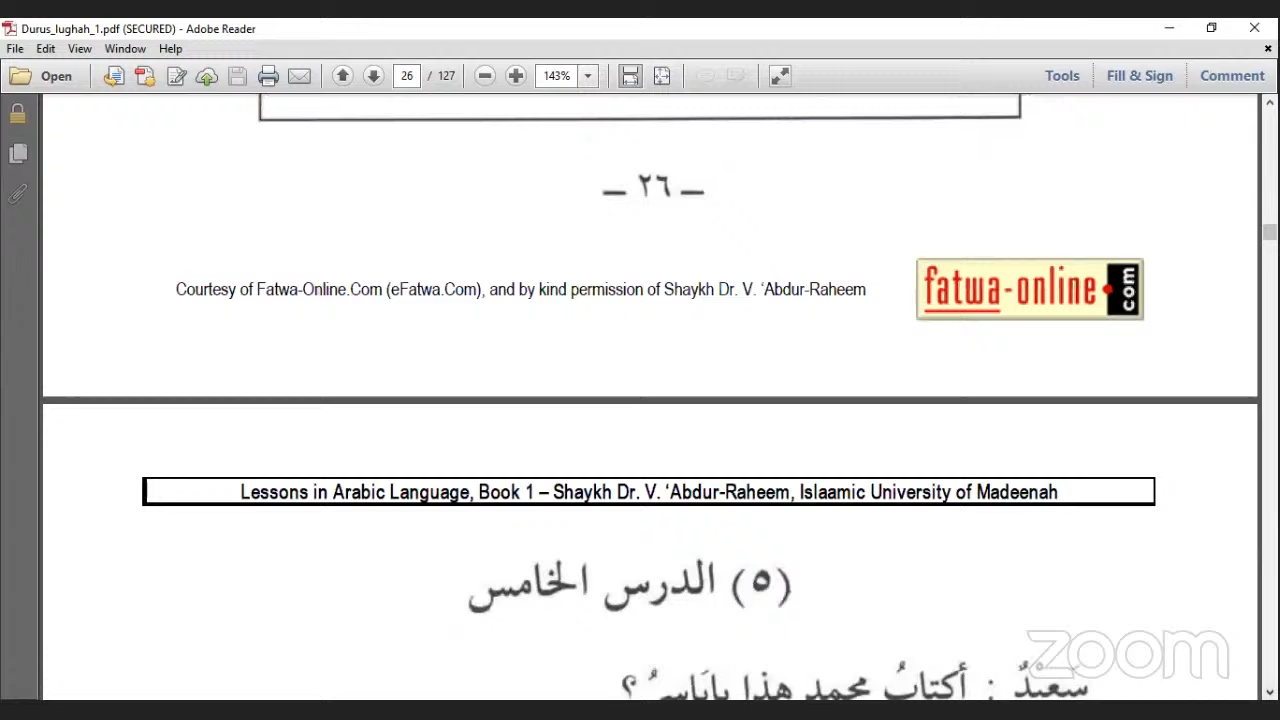 Durus_lughah_1.pdf (SECURED) - Adobe Reader
File Edit View Window Help
Open 26 / 127 143% Tools Fill & Sign Comment
– ٢٦ –
Courtesy of Fatwa-Online.Com (eFatwa.Com), and by kind permission of Shaykh Dr. V. ‘Abdur-Raheem
fatwa-online.com
Lessons in Arabic Language, Book 1 – Shaykh Dr. V. ‘Abdur-Raheem, Islaamic University of Madeenah
(٥) الدرس الخامس
سَعِيْدٌ : أَكتابُ محمدٍ هذا يا يَاسِرُ ؟
zoom